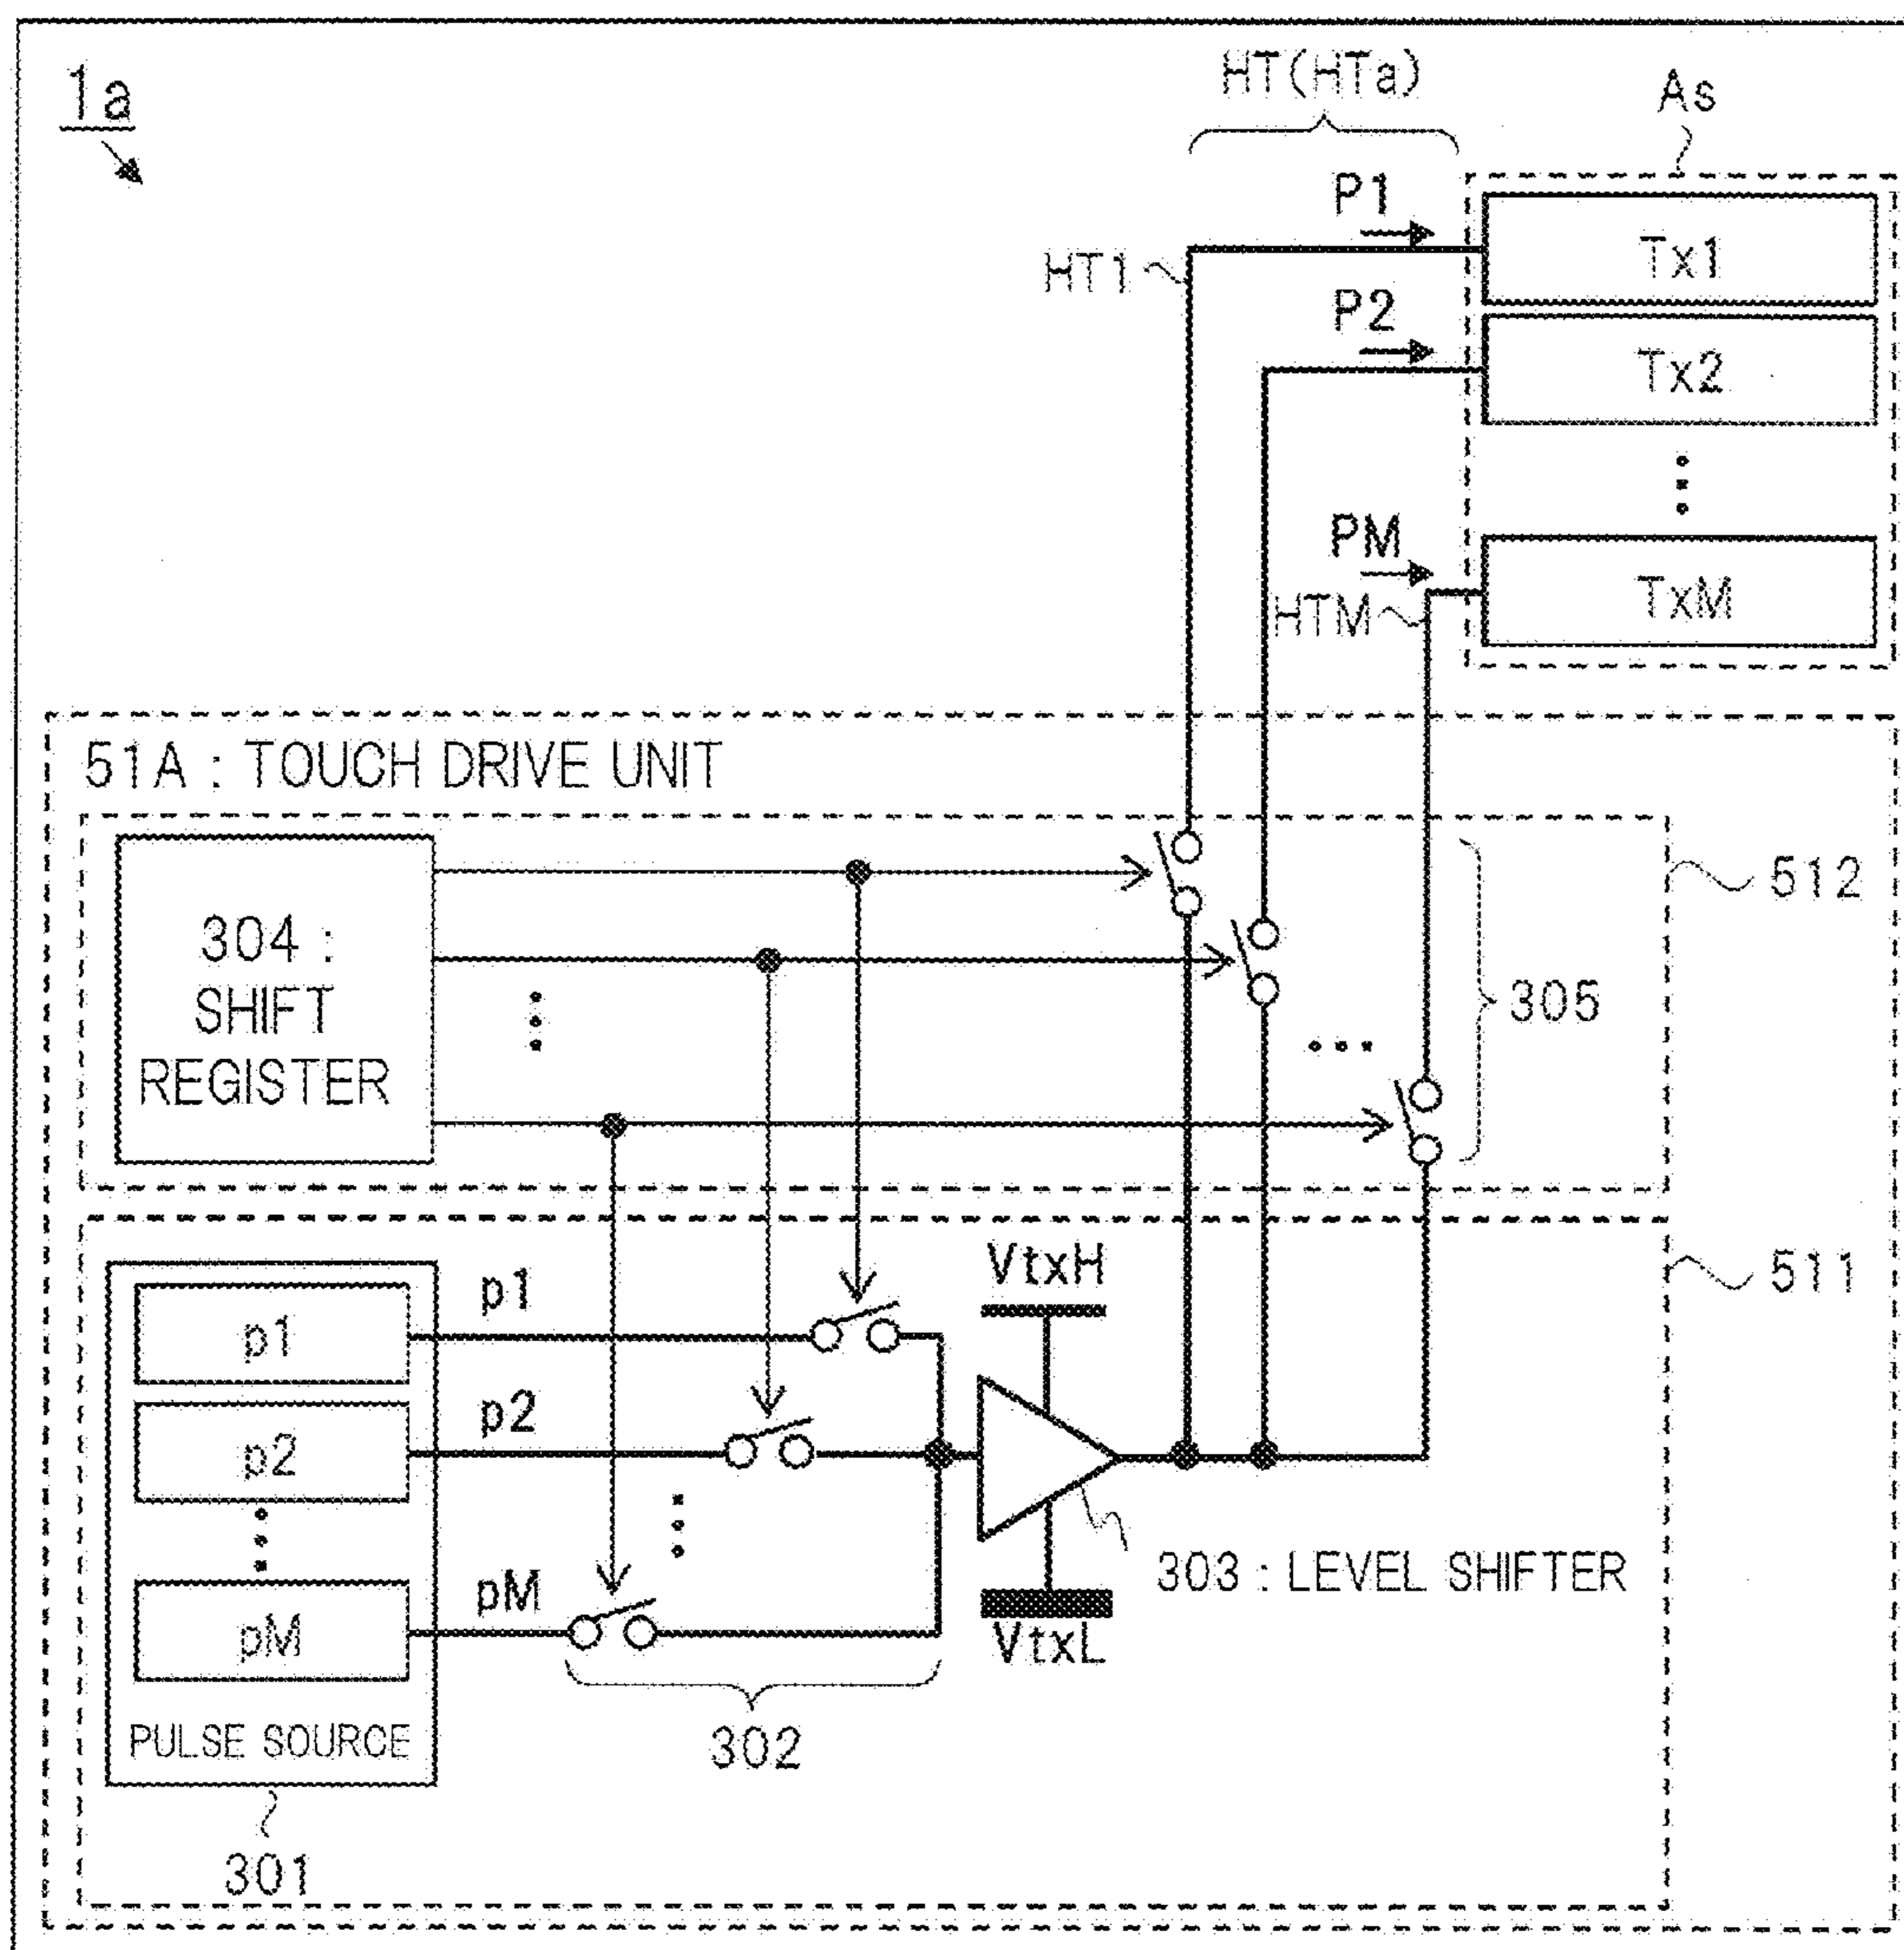 1a
HT(HTa)
As
P1
HT1
Tx1
P2
Tx2
PM
HTM
TxM
51A : TOUCH DRIVE UNIT
512
304 :
SHIFT
REGISTER
305
511
p1
p1
VtxH
p2
p2
pM
pM
303 : LEVEL SHIFTER
VtxL
PULSE SOURCE
302
301